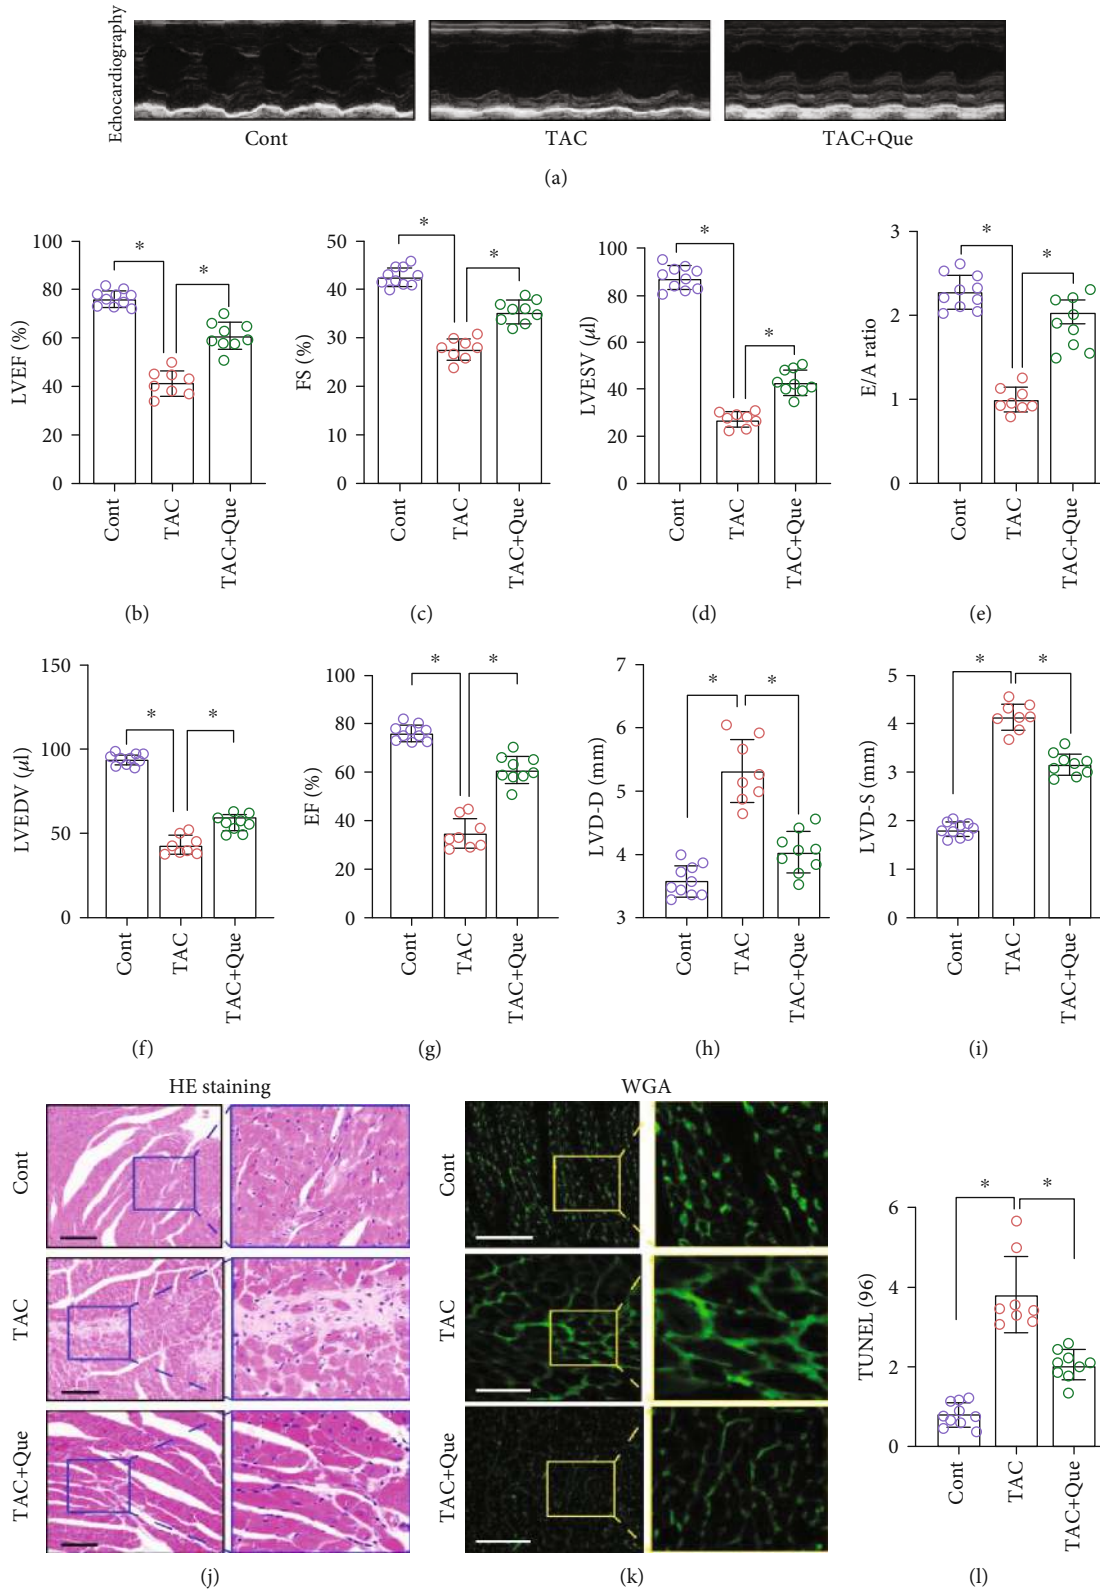 Echocardiography
Cont
TAC
TAC+Que
(a)
LVEF (%)
100
80
60
40
20
0
*
*
Cont
TAC
TAC+Que
(b)
FS (%)
50
40
30
20
10
0
*
*
Cont
TAC
TAC+Que
(c)
LVESV (μl)
100
80
60
40
20
0
*
*
Cont
TAC
TAC+Que
(d)
E/A ratio
3
2
1
0
*
*
Cont
TAC
TAC+Que
(e)
LVEDV (μl)
150
100
50
0
*
*
Cont
TAC
TAC+Que
(f)
EF (%)
100
80
60
40
20
0
*
*
Cont
TAC
TAC+Que
(g)
LVD-D (mm)
7
6
5
4
3
*
*
Cont
TAC
TAC+Que
(h)
LVD-S (mm)
5
4
3
2
1
0
*
*
Cont
TAC
TAC+Que
(i)
HE staining
Cont
TAC
TAC+Que
(j)
WGA
Cont
TAC
TAC+Que
(k)
TUNEL (96)
6
4
2
0
*
*
Cont
TAC
TAC+Que
(l)